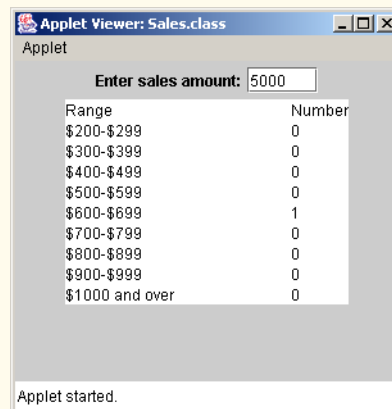 Applet Viewer: Sales.class
Applet
Enter sales amount: 5000
Range Number
$200-$299 0
$300-$399 0
$400-$499 0
$500-$599 0
$600-$699 1
$700-$799 0
$800-$899 0
$900-$999 0
$1000 and over 0
Applet started.